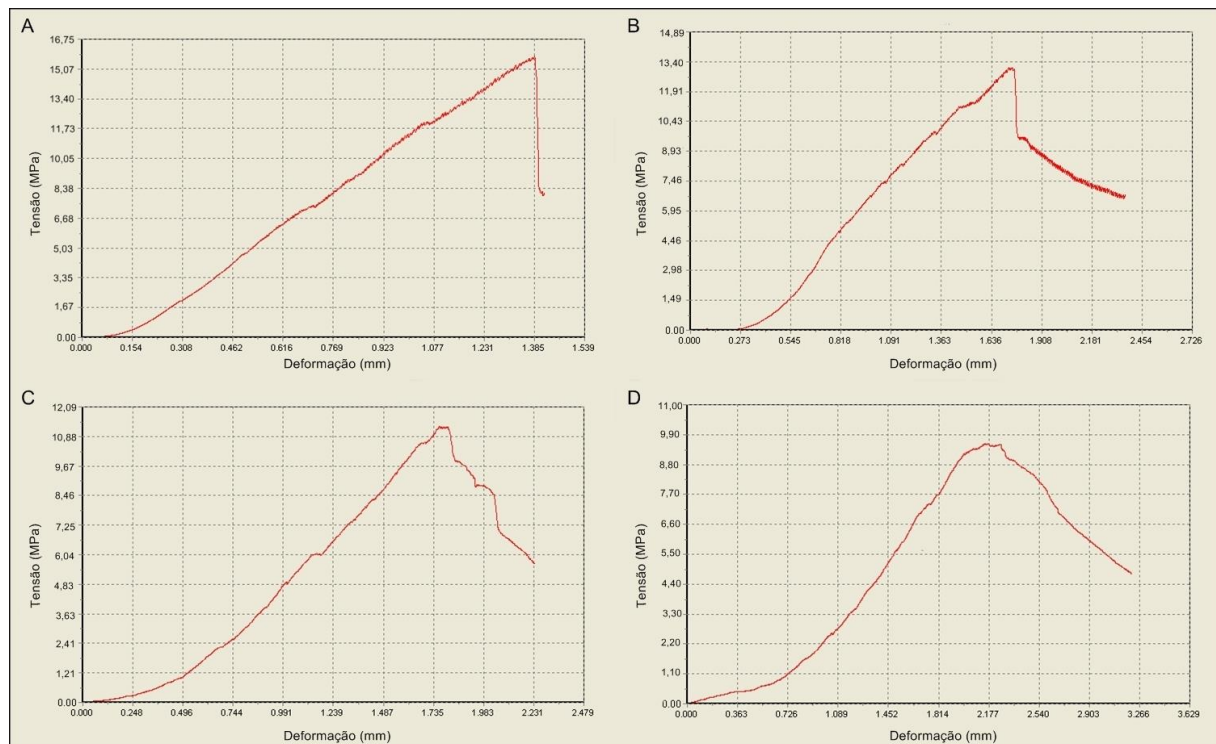 A
16,75
15,07
13,40
11,73
10,05
8,38
6,68
5,03
3,35
1,67
0.00
Tensão (MPa)
0.000 0.154 0.308 0.462 0.616 0.769 0.923 1.077 1.231 1.385 1.539
Deformação (mm)
B
14,89
13,40
11,91
10,43
8,93
7,46
5,95
4,46
2,98
1,49
0.00
Tensão (MPa)
0.000 0.273 0.545 0.818 1.091 1.363 1.636 1.908 2.181 2.454 2.726
Deformação (mm)
C
12,09
10,88
9,67
8,46
7,25
6,04
4,83
3,63
2,41
1,21
0.00
Tensão (MPa)
0.000 0.248 0.496 0.744 0.991 1.239 1.487 1.735 1.983 2.231 2.479
Deformação (mm)
D
11,00
9,90
8,80
7,70
6,60
5,50
4,40
3,30
2,20
1,10
0.00
Tensão (MPa)
0.000 0.363 0.726 1.089 1.452 1.814 2.177 2.540 2.903 3.266 3.629
Deformação (mm)